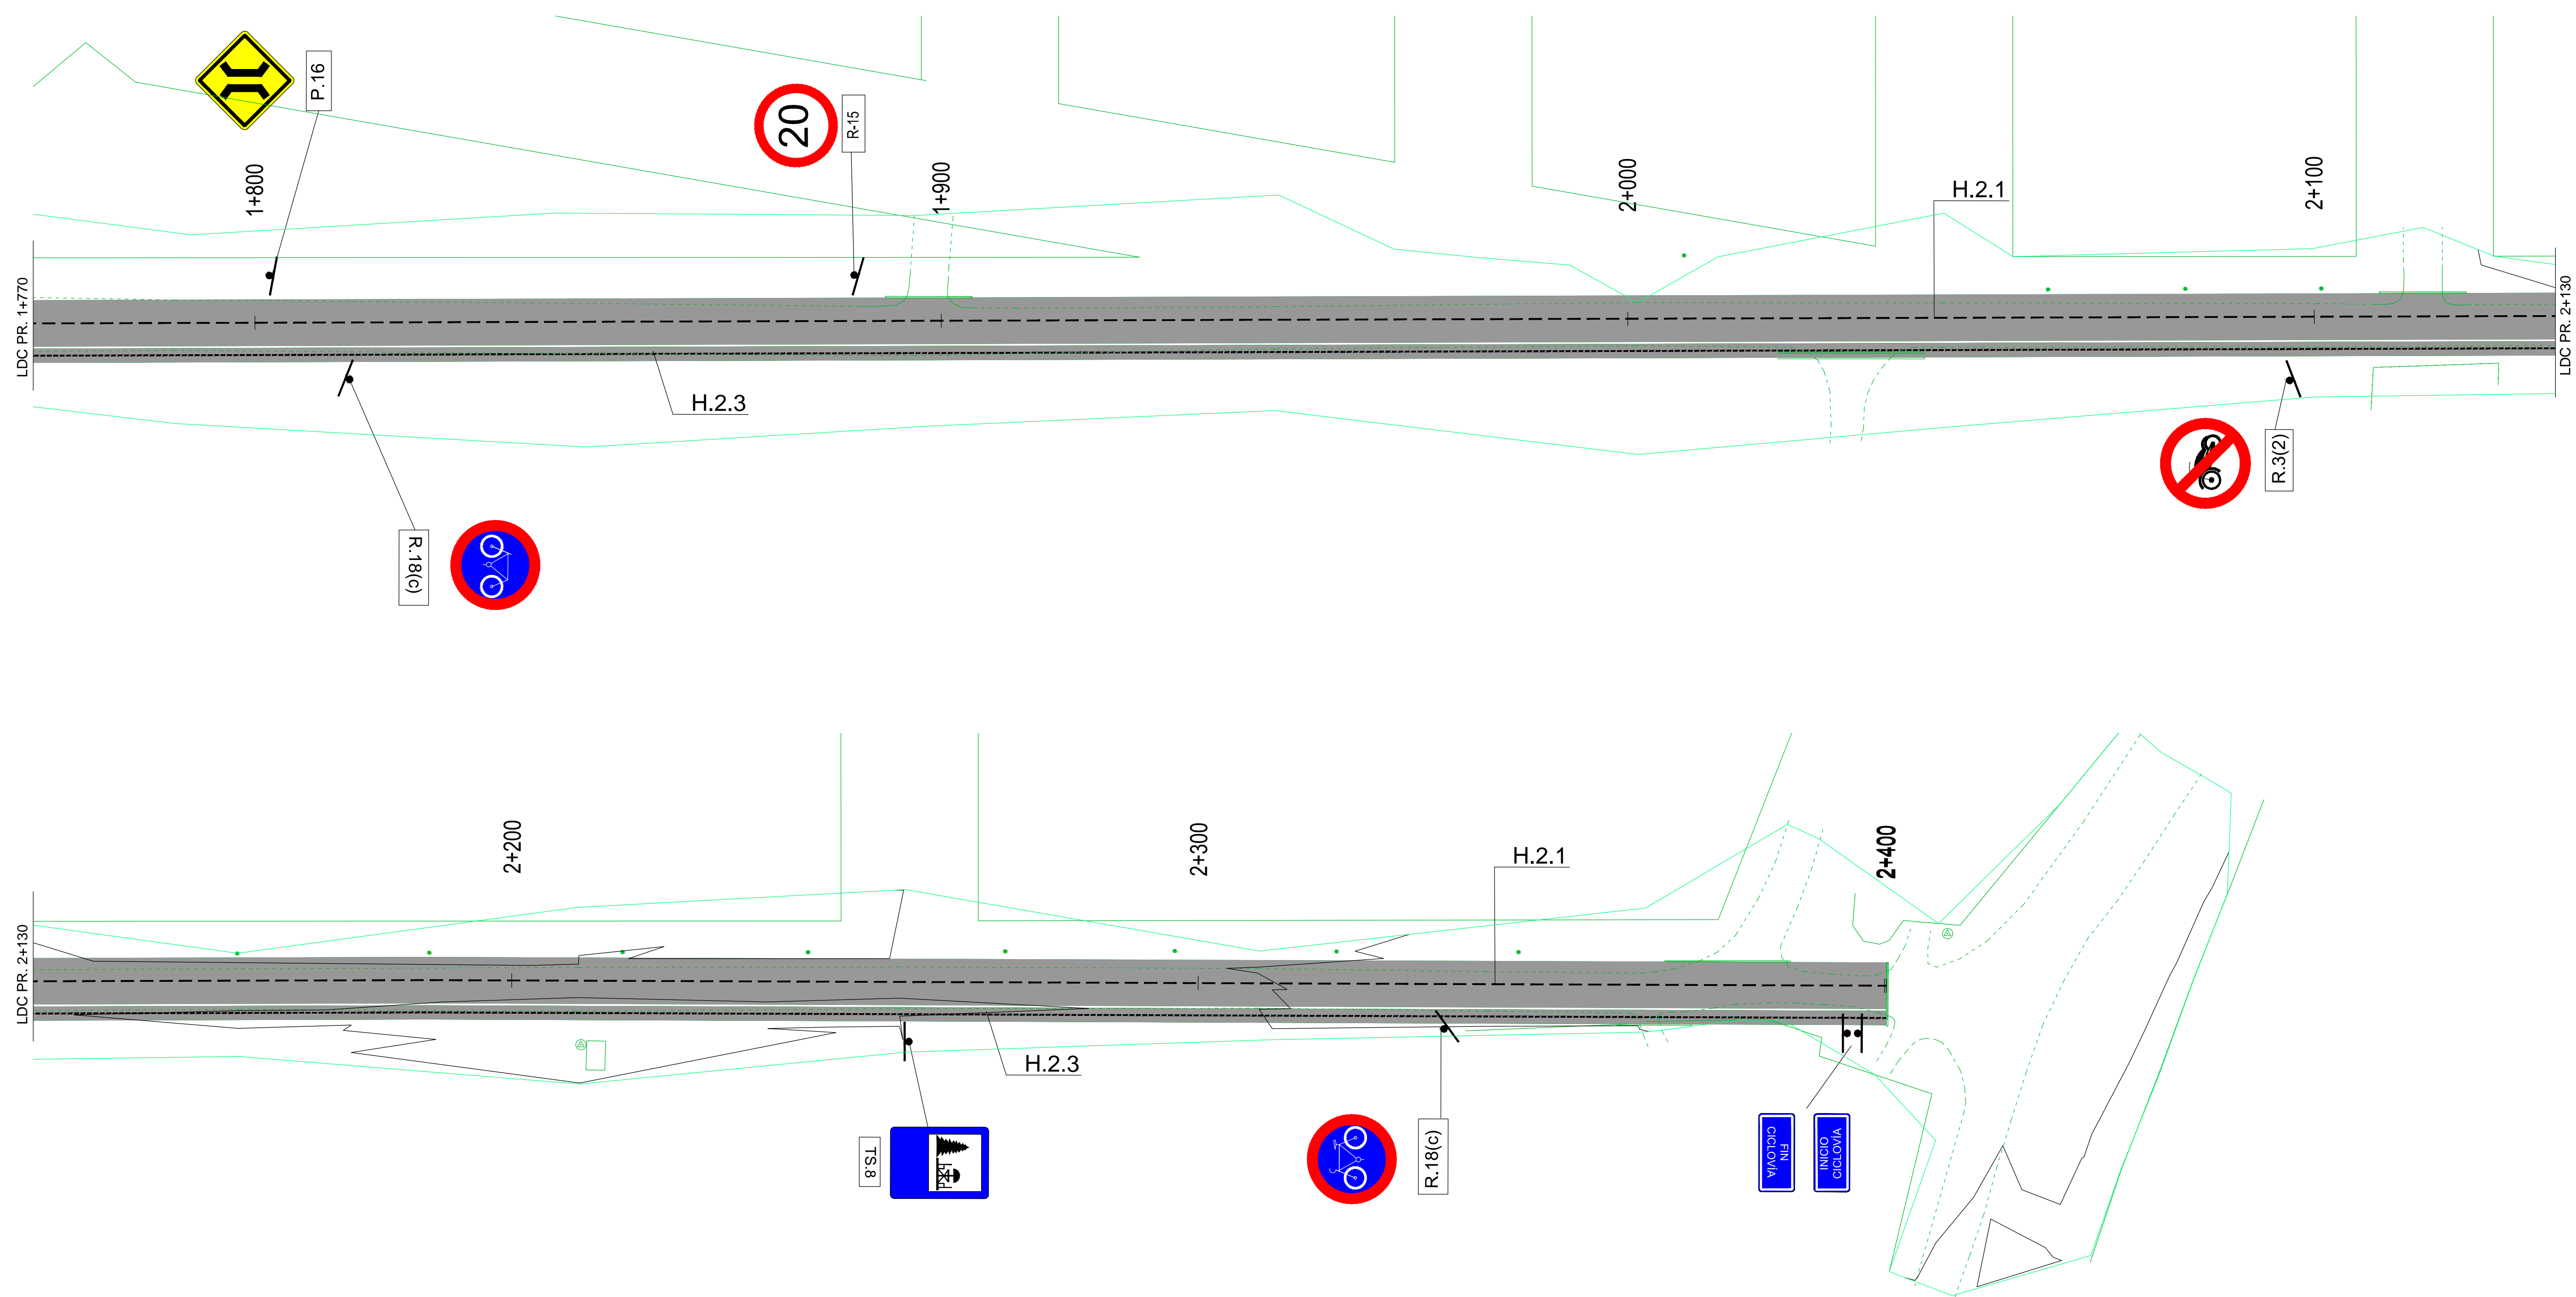 P.16
20
R-15
1+800
1+900
2+000
H.2.1
2+100
LDC PR. 1+770
LDC PR. 2+130
H.2.3
R.18(c)
R.3(2)
2+200
2+300
H.2.1
2+400
LDC PR. 2+130
H.2.3
TS.8
R.18(c)
FIN
CICLOVÍA
INICIO
CICLOVÍA